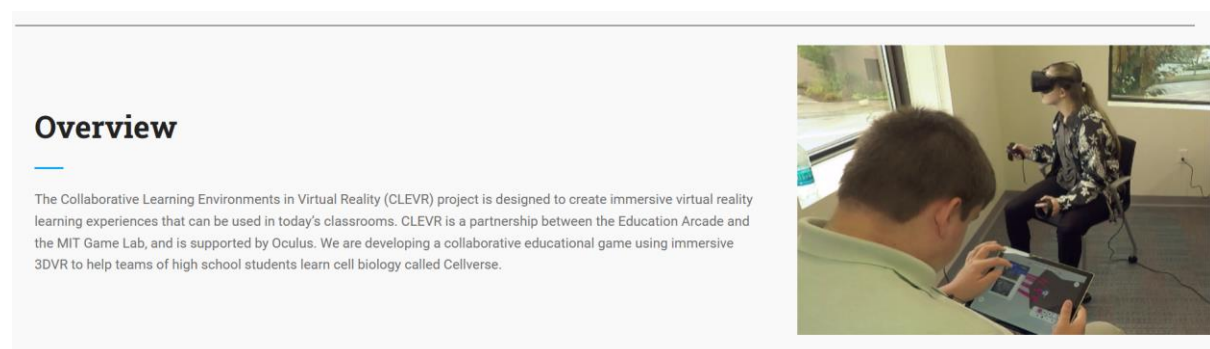 Overview
The Collaborative Learning Environments in Virtual Reality (CLEVR) project is designed to create immersive virtual reality
learning experiences that can be used in today's classrooms. CLEVR is a partnership between the Education Arcade and
the MIT Game Lab, and is supported by Oculus. We are developing a collaborative educational game using immersive
3DVR to help teams of high school students learn cell biology called Cellverse.